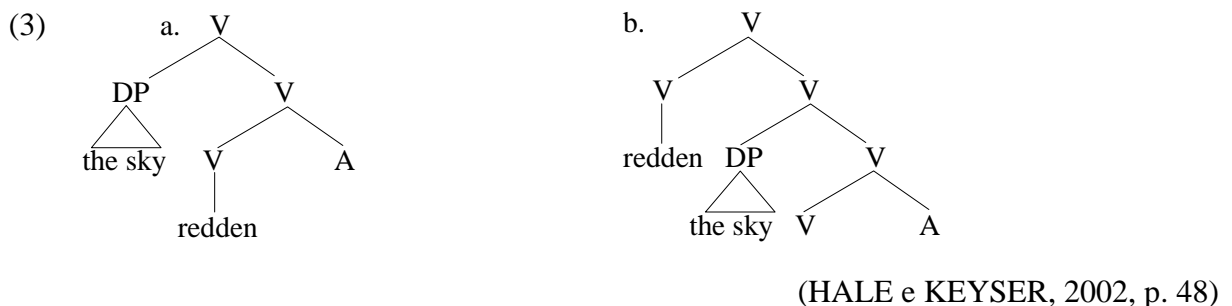 (3) a. V b. V
DP V V V
the sky V A redden DP V
redden the sky V A
(HALE e KEYSER, 2002, p. 48)